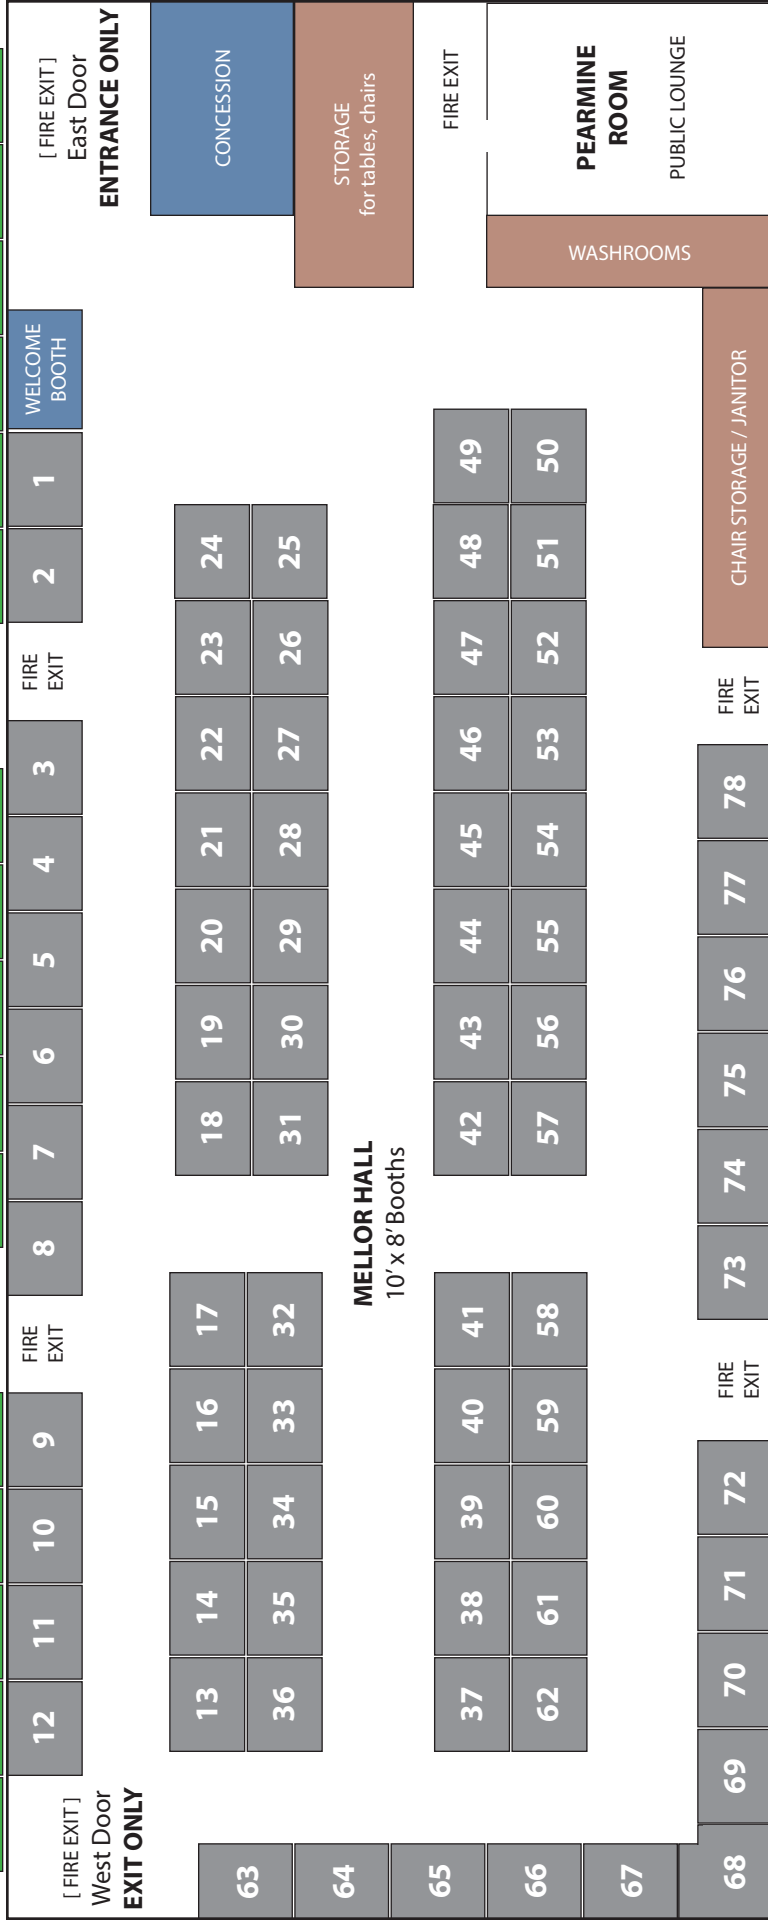 [ FIRE EXIT ]
East Door
ENTRANCE ONLY
CONCESSION
STORAGE
for tables, chairs
FIRE EXIT
PEARMINE
ROOM
PUBLIC LOUNGE
WASHROOMS
CHAIR STORAGE / JANITOR
WELCOME
BOOTH
1
2
FIRE
EXIT
3
4
5
6
7
8
FIRE
EXIT
9
10
11
12
[ FIRE EXIT ]
West Door
EXIT ONLY
24
23
22
21
20
19
18
17
16
15
14
13
25
26
27
28
29
30
31
32
33
34
35
36
MELLOR HALL
10' x 8' Booths
49
48
47
46
45
44
43
42
41
40
39
38
37
50
51
52
53
54
55
56
57
58
59
60
61
62
63
64
65
66
67
68
69
70
71
72
FIRE
EXIT
73
74
75
76
77
78
FIRE
EXIT